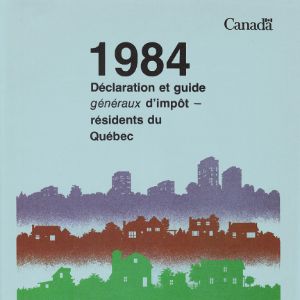 Canada
1984
Déclaration et guide
généraux d'impôt –
résidents du
Québec